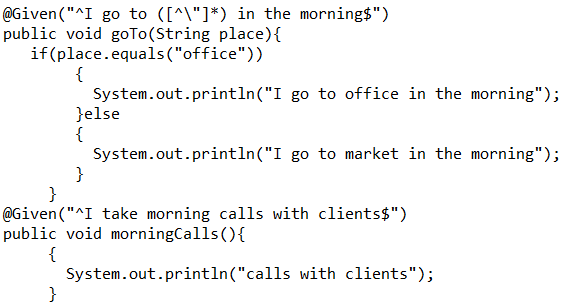 @Given("^I go to ([^\"]*) in the morning$")
public void goTo(String place){
if(place.equals("office"))
{
System.out.println("I go to office in the morning");
}else
{
System.out.println("I go to market in the morning");
}
}
@Given("^I take morning calls with clients$")
public void morningCalls(){
{
System.out.println("calls with clients");
}